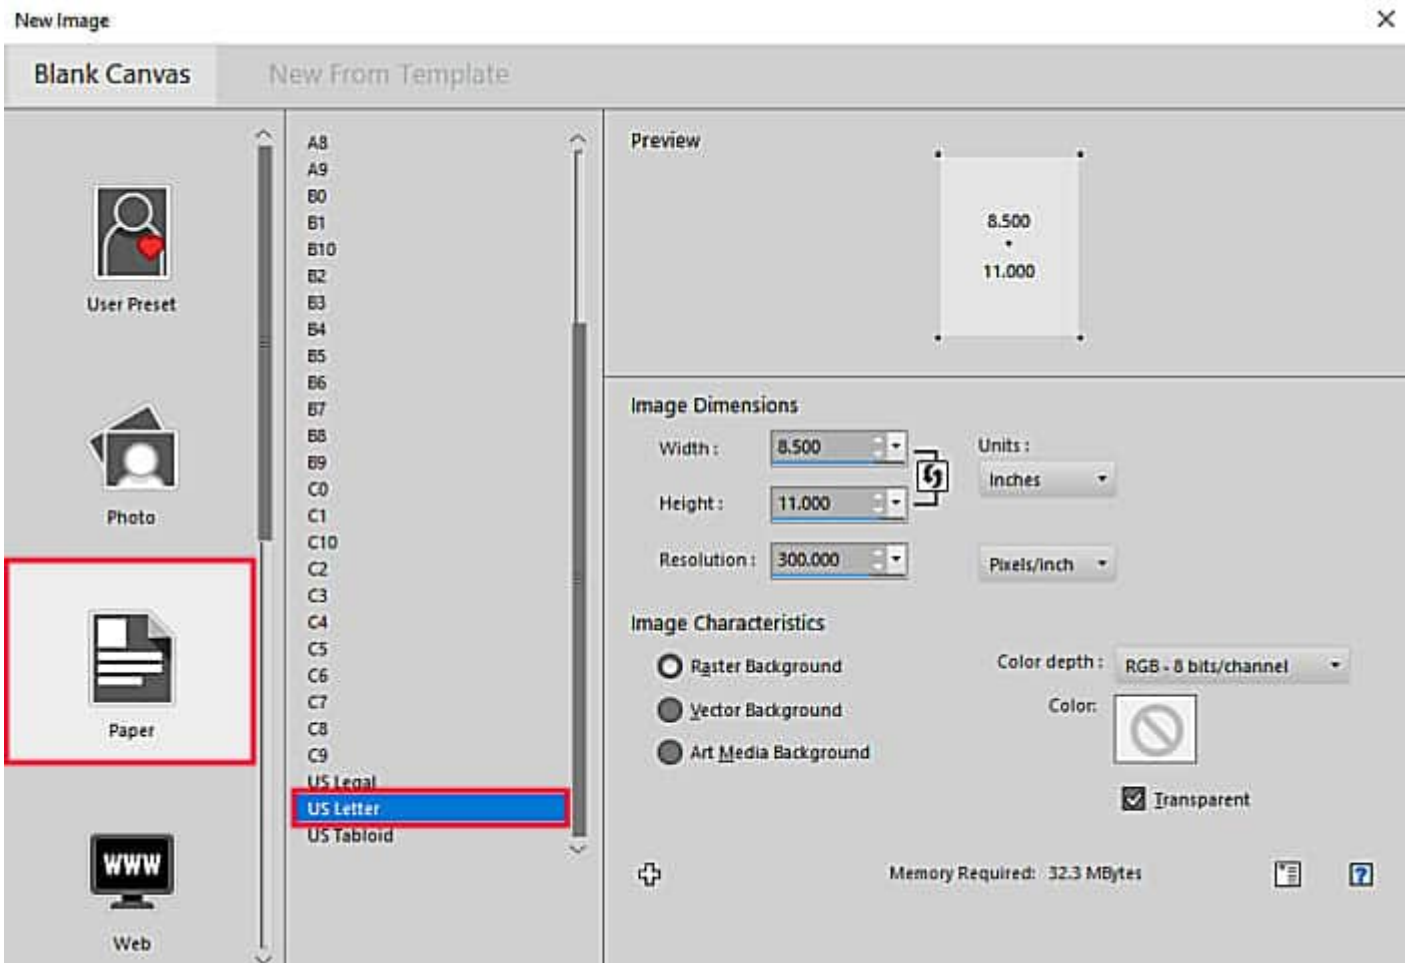 New Image
Blank Canvas
New From Template
User Preset
Photo
Paper
Web
WWW
A8
A9
B0
B1
B10
B2
B3
B4
B5
B6
B7
B8
B9
C0
C1
C10
C2
C3
C4
C5
C6
C7
C8
C9
US Legal
US Letter
US Tabloid
Preview
8.500
11.000
Image Dimensions
Width : 8.500
Units :
Inches
Height : 11.000
Resolution : 300.000 Pixels/inch
Image Characteristics
Raster Background
Vector Background
Art Media Background
Color depth : RGB - 8 bits/channel
Color:
Transparent
Memory Required: 32.3 MBytes
?